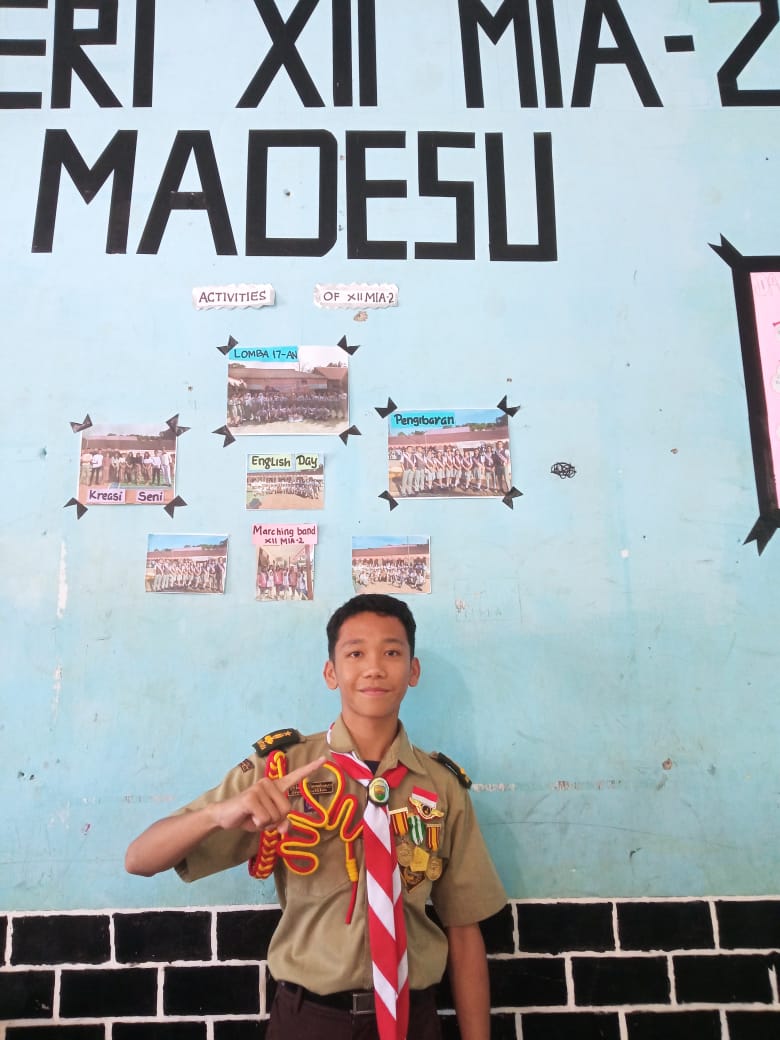 ERI XII MIA-2
MADESU
ACTIVITIES OF XII MIA-2
LOMBA 17-AN
Pengibaran
English Day
Kreasi Seni
Marching band
XII MIA-2